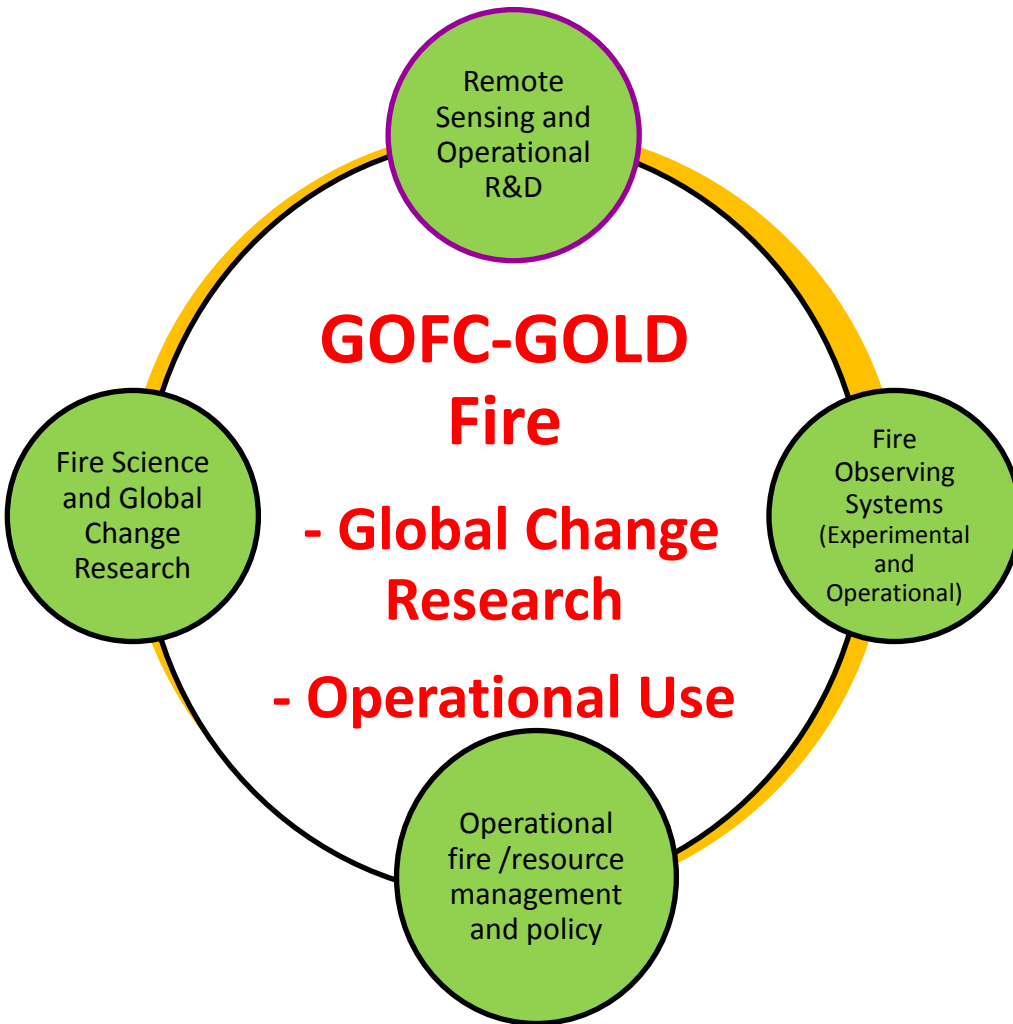 Remote
Sensing and
Operational
R&D
GOFC-GOLD
Fire
- Global Change
Research
- Operational Use
Fire Science
and Global
Change
Research
Fire
Observing
Systems
(Experimental
and
Operational)
Operational
fire /resource
management
and policy